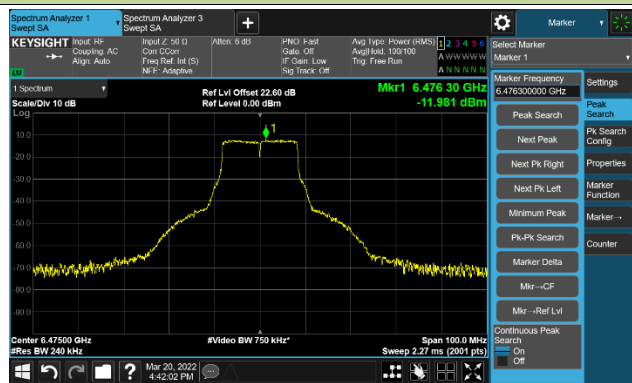 Spectrum Analyzer 1
Swept SA
Spectrum Analyzer 3
Swept SA
+
Marker
KEYSIGHT
Input: RF
Coupling: AC
Align: Auto
Input Z: 50 Ω
Corr CCorr
Freq Ref: Int (S)
NFE: Adaptive
Atten: 6 dB
PNO: Fast
Gate: Off
IF Gain: Low
Sig Track: Off
Avg Type: Power (RMS)
Avg|Hold: 100/100
Trig: Free Run
1 2 3 4 5 6
A W W W W W
A N N N N N
Select Marker
Marker 1
1 Spectrum
Scale/Div 10 dB
Log
Ref Lvl Offset 22.60 dB
Ref Level 0.00 dBm
Mkr1 6.476 30 GHz
-11.981 dBm
1
-10.0
-20.0
-30.0
-40.0
-50.0
-60.0
-70.0
-80.0
-90.0
Center 6.47500 GHz
#Res BW 240 kHz
#Video BW 750 kHz*
Span 100.0 MHz
Sweep 2.27 ms (2001 pts)
Marker Frequency
6.476300000 GHz
Peak Search
Next Peak
Next Pk Right
Next Pk Left
Minimum Peak
Pk-Pk Search
Marker Delta
Mkr→CF
Mkr→Ref Lvl
Continuous Peak
Search
On
Off
Settings
Peak
Search
Pk Search
Config
Properties
Marker
Function
Marker→
Counter
?
Mar 20, 2022
4:42:02 PM